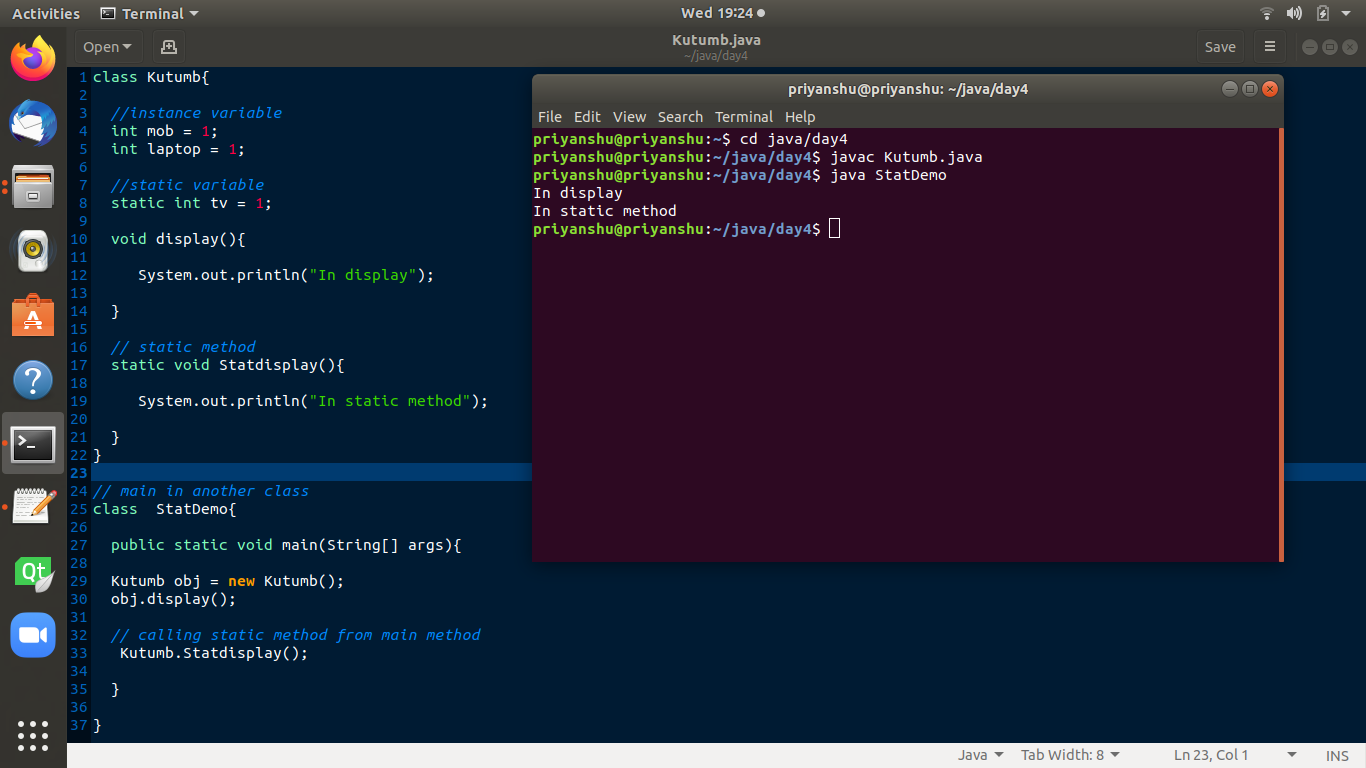 Activities Terminal Wed 19:24
Open Kutumb.java Save
~/java/day4
1 class Kutumb{
2
3 //instance variable
4 int mob = 1;
5 int laptop = 1;
6
7 //static variable
8 static int tv = 1;
9
10 void display(){
11
12 System.out.println("In display");
13
14 }
15
16 // static method
17 static void Statdisplay(){
18
19 System.out.println("In static method");
20
21 }
22 }
23
24 // main in another class
25 class StatDemo{
26
27 public static void main(String[] args){
28
29 Kutumb obj = new Kutumb();
30 obj.display();
31
32 // calling static method from main method
33 Kutumb.Statdisplay();
34
35 }
36
37 }
priyanshu@priyanshu: ~/java/day4
File Edit View Search Terminal Help
priyanshu@priyanshu:~$ cd java/day4
priyanshu@priyanshu:~/java/day4$ javac Kutumb.java
priyanshu@priyanshu:~/java/day4$ java StatDemo
In display
In static method
priyanshu@priyanshu:~/java/day4$
Qt
Java Tab Width: 8 Ln 23, Col 1 INS